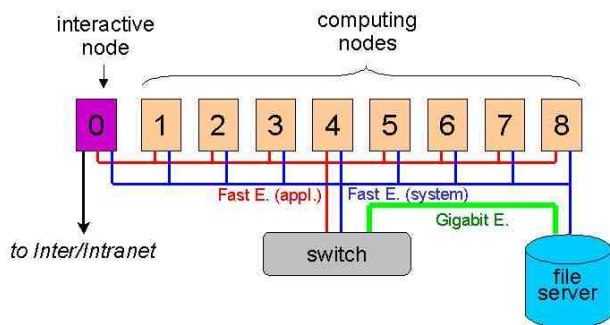 interactive
node
computing
nodes
0 1 2 3 4 5 6 7 8
Fast E. (appl.)
Fast E. (system)
Gigabit E.
to Inter/Intranet
switch
file
server